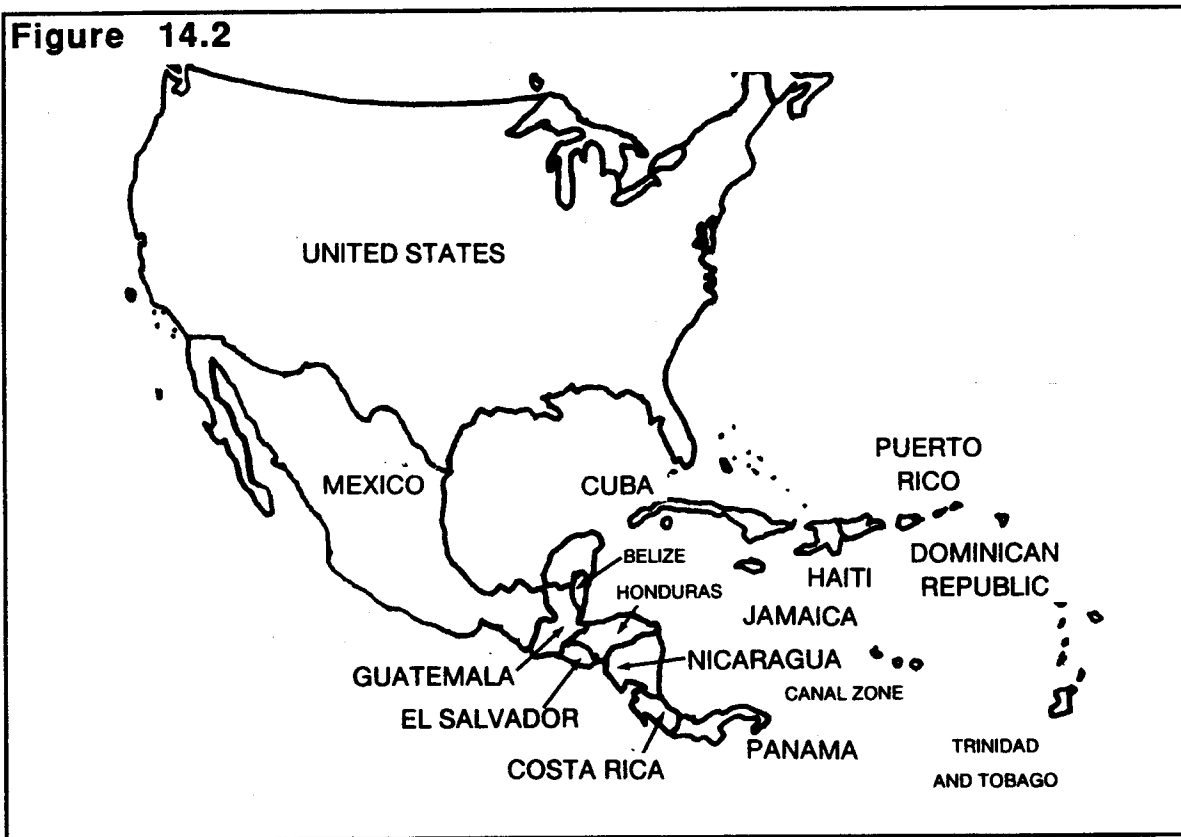 Figure 14.2
UNITED STATES
MEXICO
CUBA
PUERTO
RICO
BELIZE
HAITI
DOMINICAN
REPUBLIC
HONDURAS
JAMAICA
GUATEMALA
NICARAGUA
CANAL ZONE
EL SALVADOR
COSTA RICA
PANAMA
TRINIDAD
AND TOBAGO